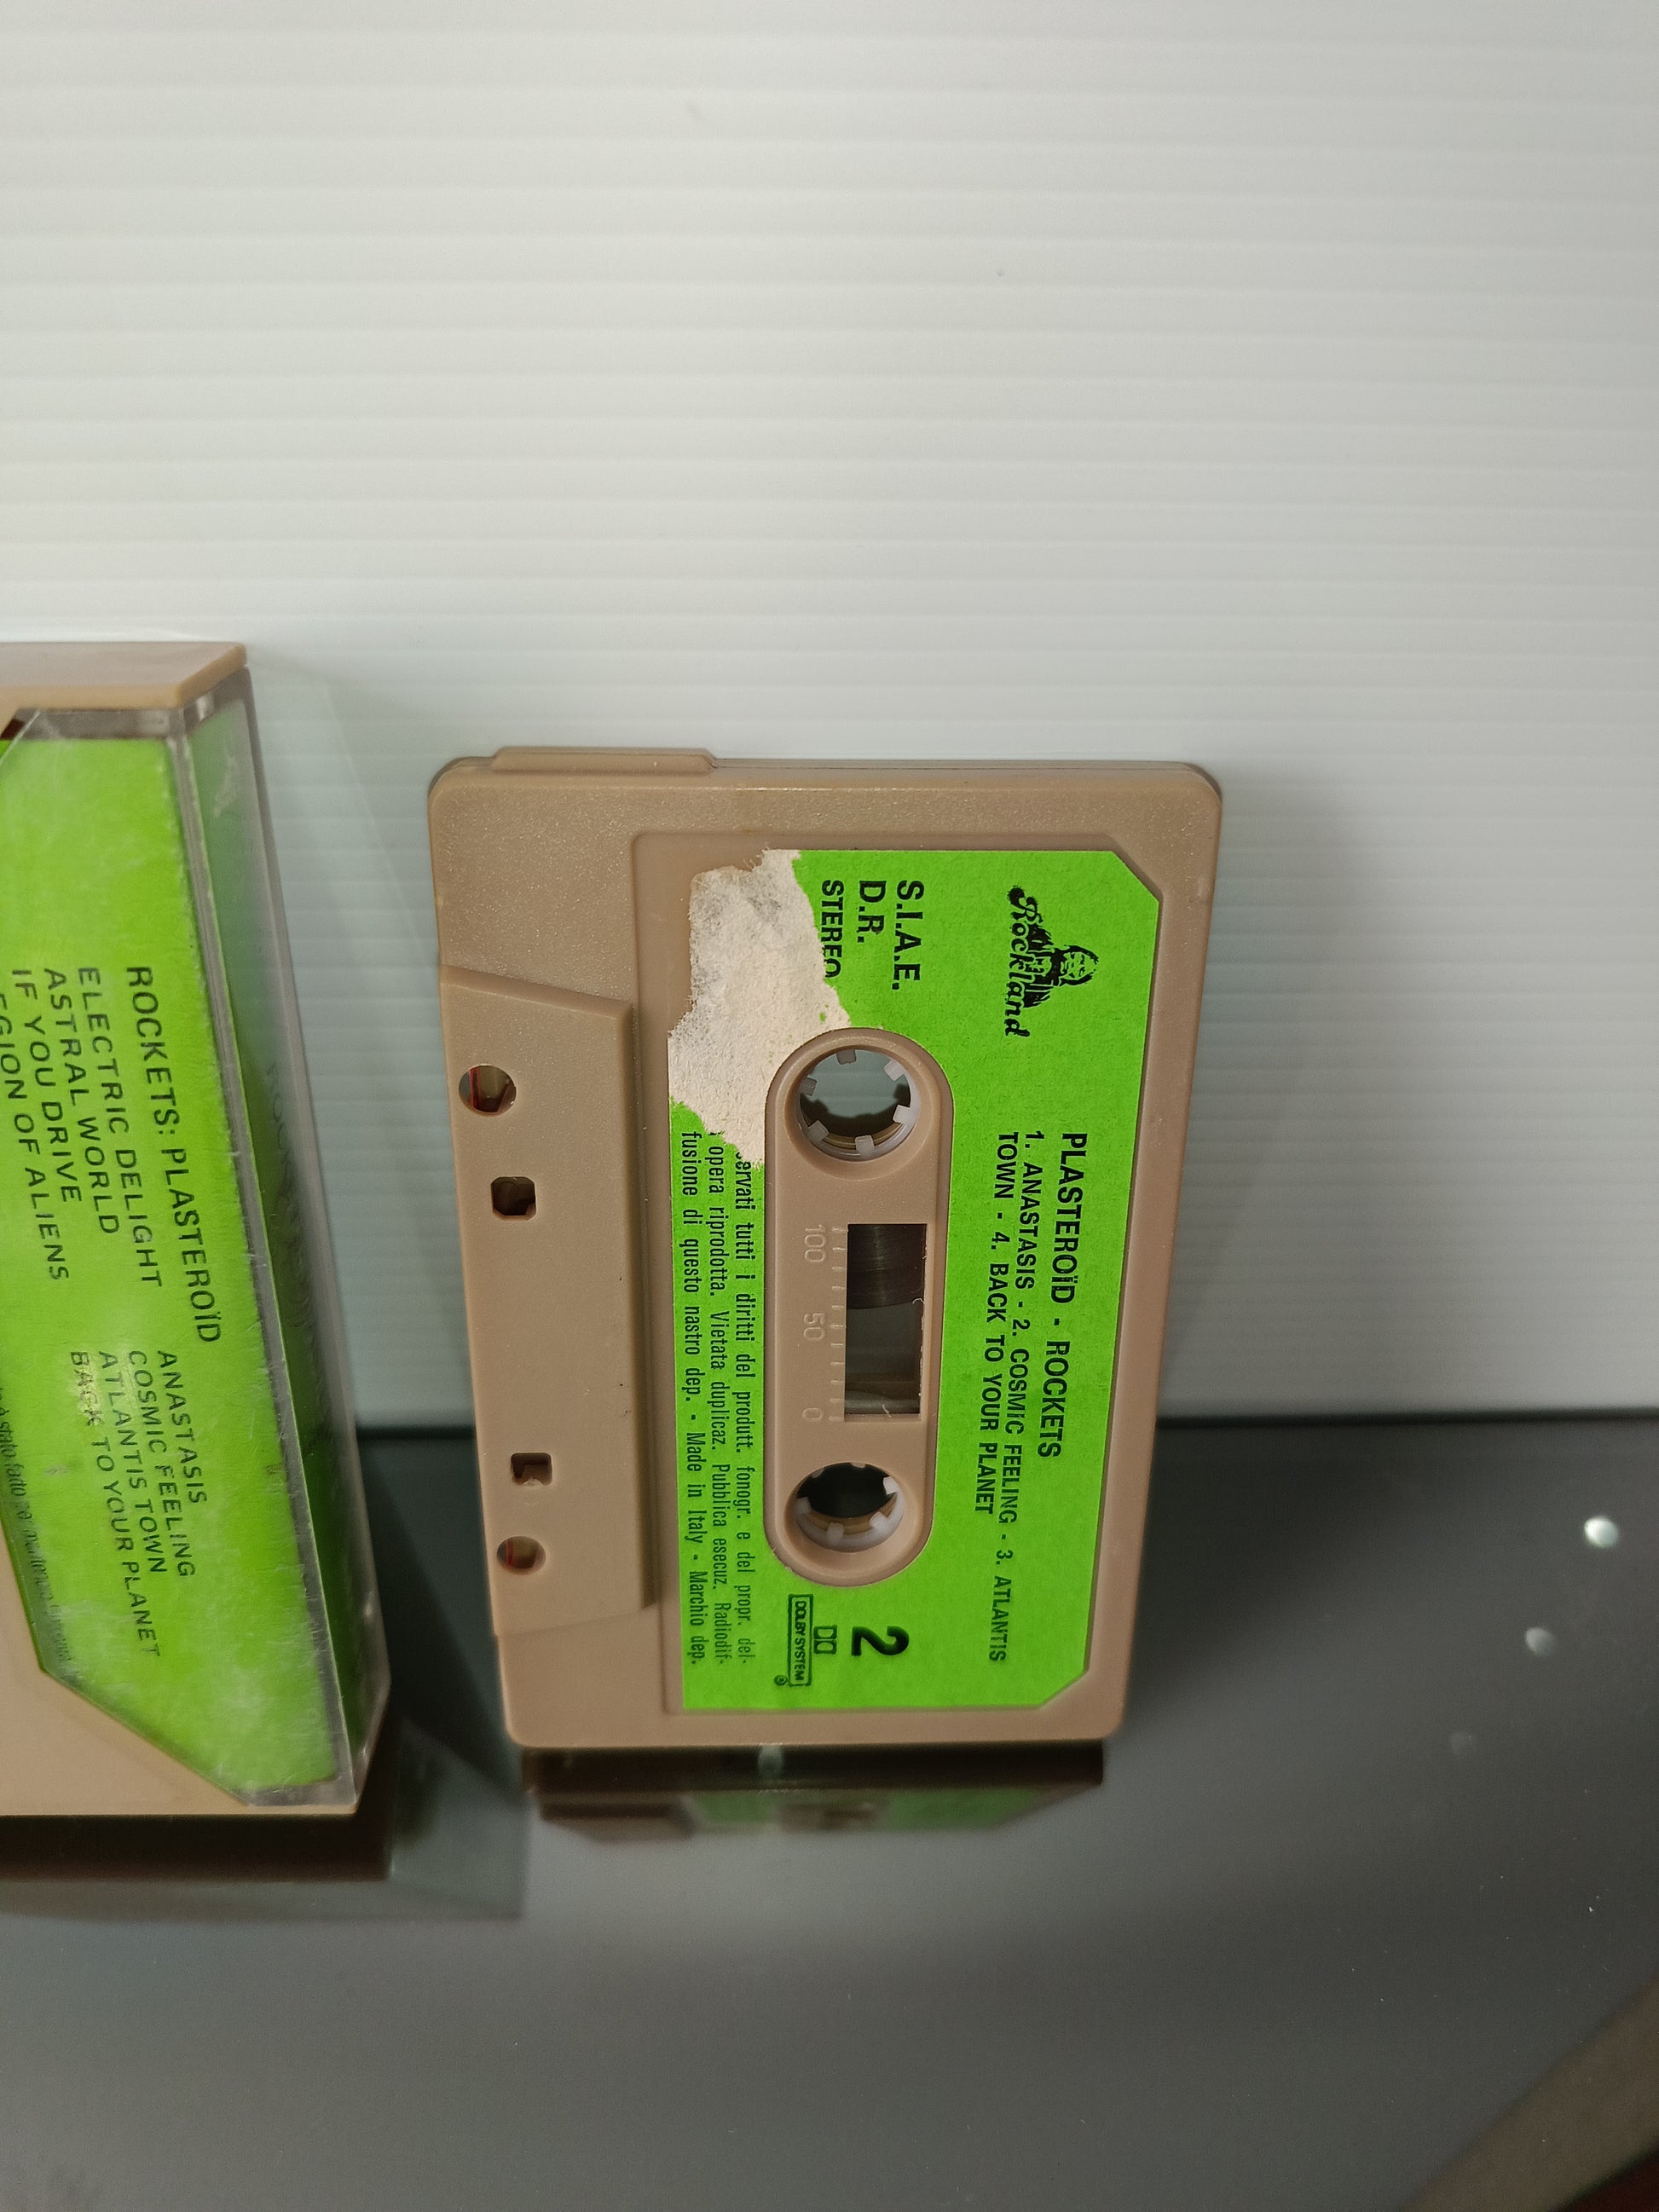 ROCKETS: PLASTEROÏD
ELECTRIC DELIGHT
ASTRAL WORLD
IF YOU DRIVE
LEGION OF ALIENS
ANASTASIS
COSMIC FEELING
ATLANTIS TOWN
BACK TO YOUR PLANET
Rockland
PLASTEROÏD - ROCKETS
1. ANASTASIS - 2. COSMIC FEELING - 3. ATLANTIS
TOWN - 4. BACK TO YOUR PLANET
S.I.A.E.
D.R.
STEREO
2
DOLBY SYSTEM
100 50 0
ervati tutti i diritti del produtt. fonogr. e del propr. del-
opera riprodotta. Vietata duplicaz. Pubblica esecuz. Radiodif-
fusione di questo nastro dep. - Made in Italy - Marchio dep.